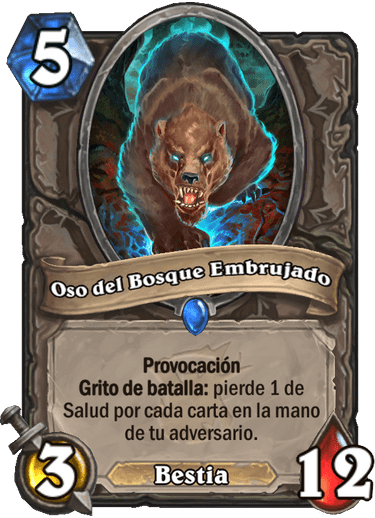 5
Oso del Bosque Embrujado
Provocación
Grito de batalla: pierde 1 de
Salud por cada carta en la mano
de tu adversario.
3
Bestia
12